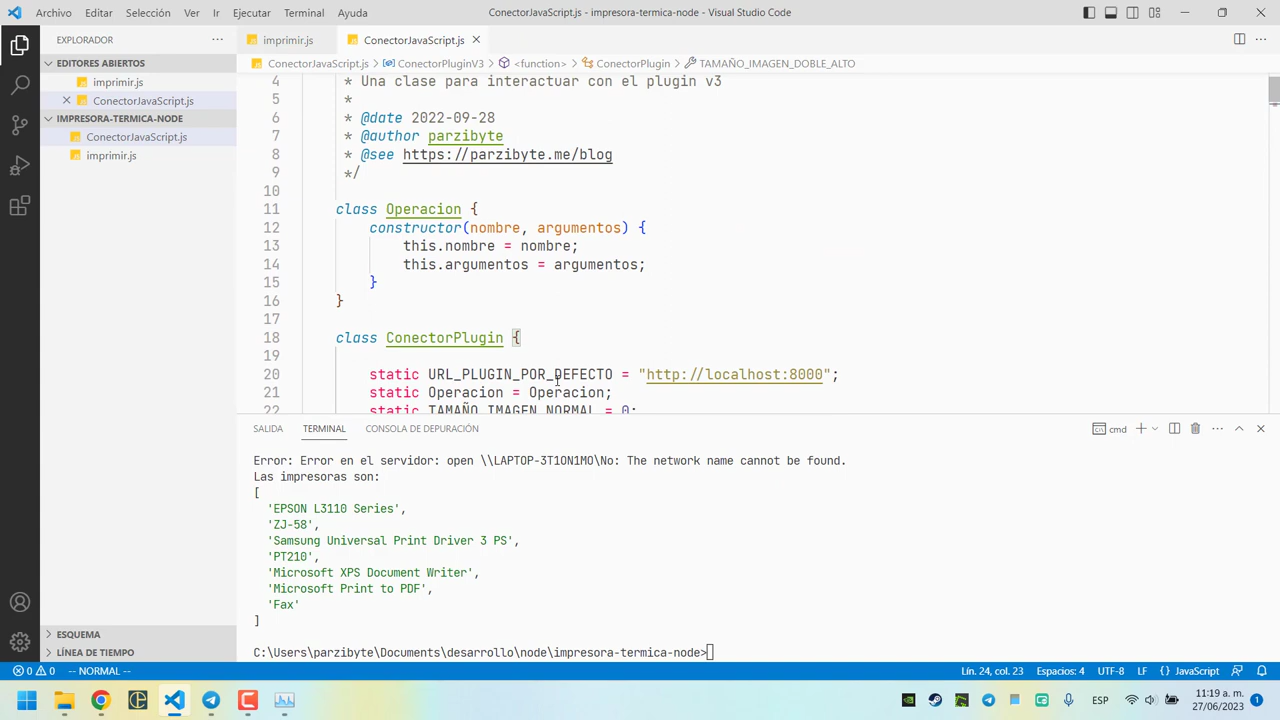 Archivo Editar Selección Ver Ir Ejecutar Terminal Ayuda ConectorJavaScript.js - impresora-termica-node - Visual Studio Code
EXPLORADOR
EDITORES ABIERTOS
imprimir.js
ConectorJavaScript.js
IMPRESORA-TERMICA-NODE
ConectorJavaScript.js
imprimir.js
ESQUEMA
LÍNEA DE TIEMPO
imprimir.js ConectorJavaScript.js
ConectorJavaScript.js ConectorPluginV3 <function> ConectorPlugin TAMAÑO_IMAGEN_DOBLE_ALTO
4 * Una clase para interactuar con el plugin v3
5 *
6 * @date 2022-09-28
7 * @author parzibyte
8 * @see https://parzibyte.me/blog
9 */
10
11 class Operacion {
12 constructor(nombre, argumentos) {
13 this.nombre = nombre;
14 this.argumentos = argumentos;
15 }
16 }
17
18 class ConectorPlugin {
19
20 static URL_PLUGIN_POR_DEFECTO = "http://localhost:8000";
21 static Operacion = Operacion;
22 static TAMAÑO_IMAGEN_NORMAL = 0;
SALIDA TERMINAL CONSOLA DE DEPURACIÓN cmd
Error: Error en el servidor: open \\LAPTOP-3T1ON1MO\No: The network name cannot be found.
Las impresoras son:
[
'EPSON L3110 Series',
'ZJ-58',
'Samsung Universal Print Driver 3 PS',
'PT210',
'Microsoft XPS Document Writer',
'Microsoft Print to PDF',
'Fax'
]
C:\Users\parzibyte\Documents\desarrollo\node\impresora-termica-node>
0 0 -- NORMAL -- Lín. 24, col. 23 Espacios: 4 UTF-8 LF {} JavaScript
ESP 11:19 a. m.
27/06/2023 1